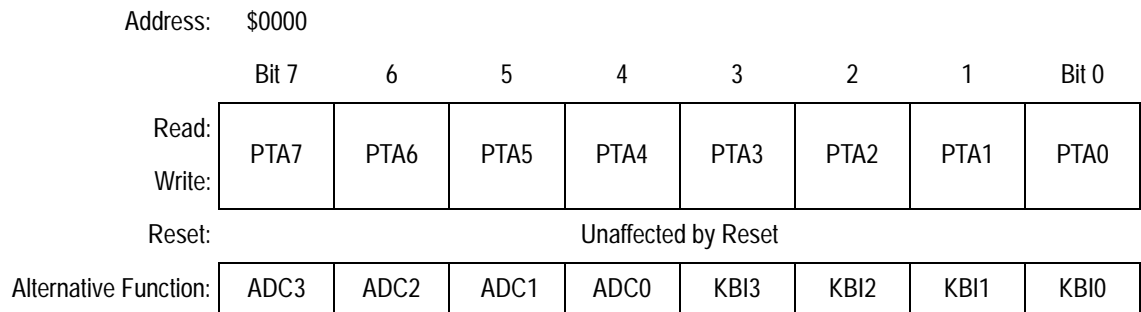 Address: $0000
Bit 7 6 5 4 3 2 1 Bit 0
Read:
PTA7 PTA6 PTA5 PTA4 PTA3 PTA2 PTA1 PTA0
Write:
Reset: Unaffected by Reset
Alternative Function: ADC3 ADC2 ADC1 ADC0 KBI3 KBI2 KBI1 KBI0